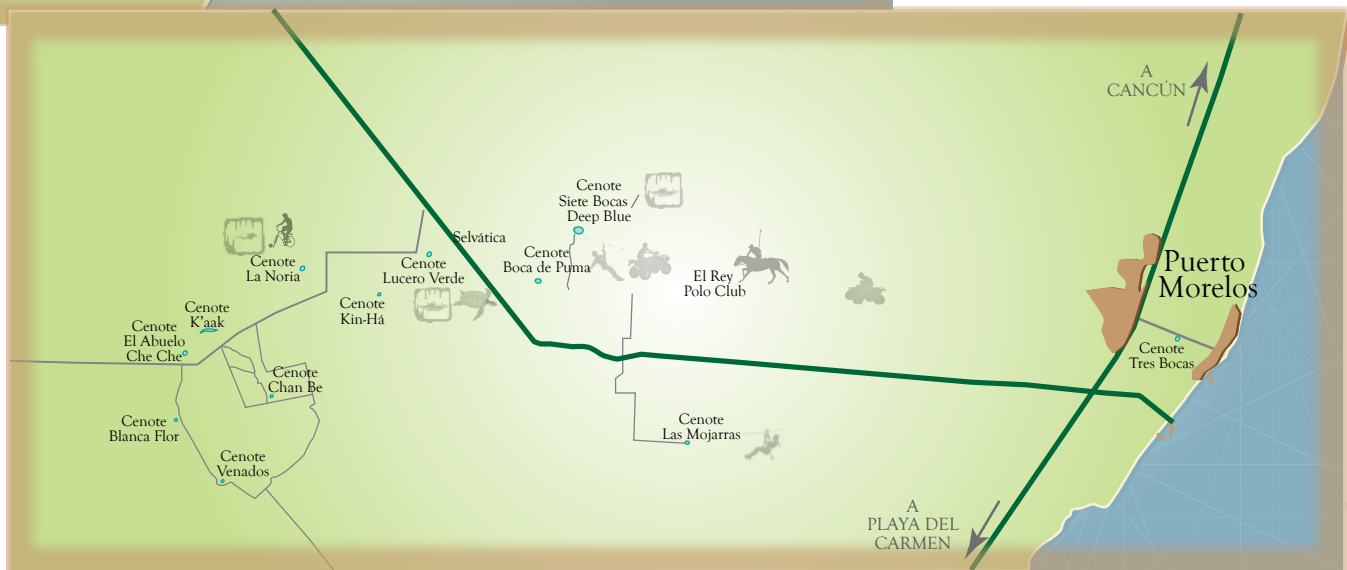 A
CANCÚN
Cenote
Siete Bocas /
Deep Blue
Selvática
Cenote
Boca de Puma
Cenote
La Noria
Cenote
Lucero Verde
Cenote
Kin-Há
El Rey
Polo Club
Puerto
Morelos
Cenote
K'aak
Cenote
El Abuelo
Che Che
Cenote
Tres Bocas
Cenote
Chan Be
Cenote
Blanca Flor
Cenote
Las Mojarras
Cenote
Venados
A
PLAYA DEL
CARMEN